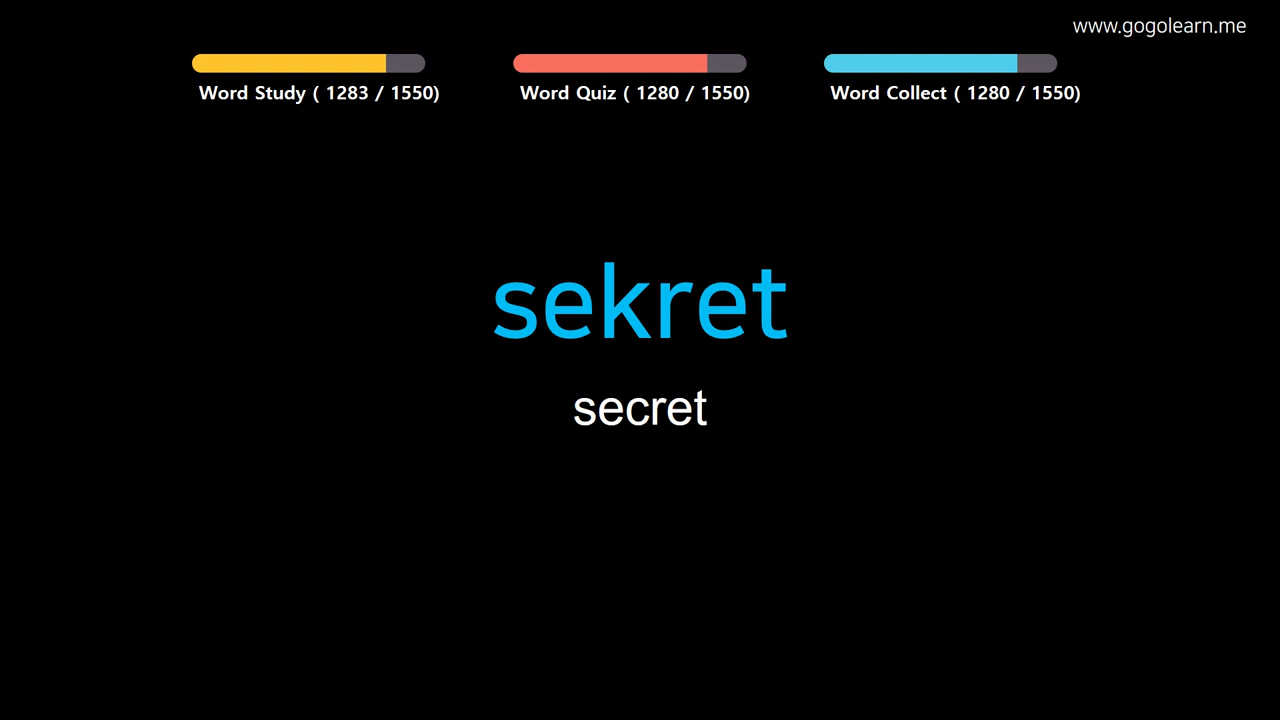 www.gogolearn.me
Word Study ( 1283 / 1550)
Word Quiz ( 1280 / 1550)
Word Collect ( 1280 / 1550)
sekret
secret